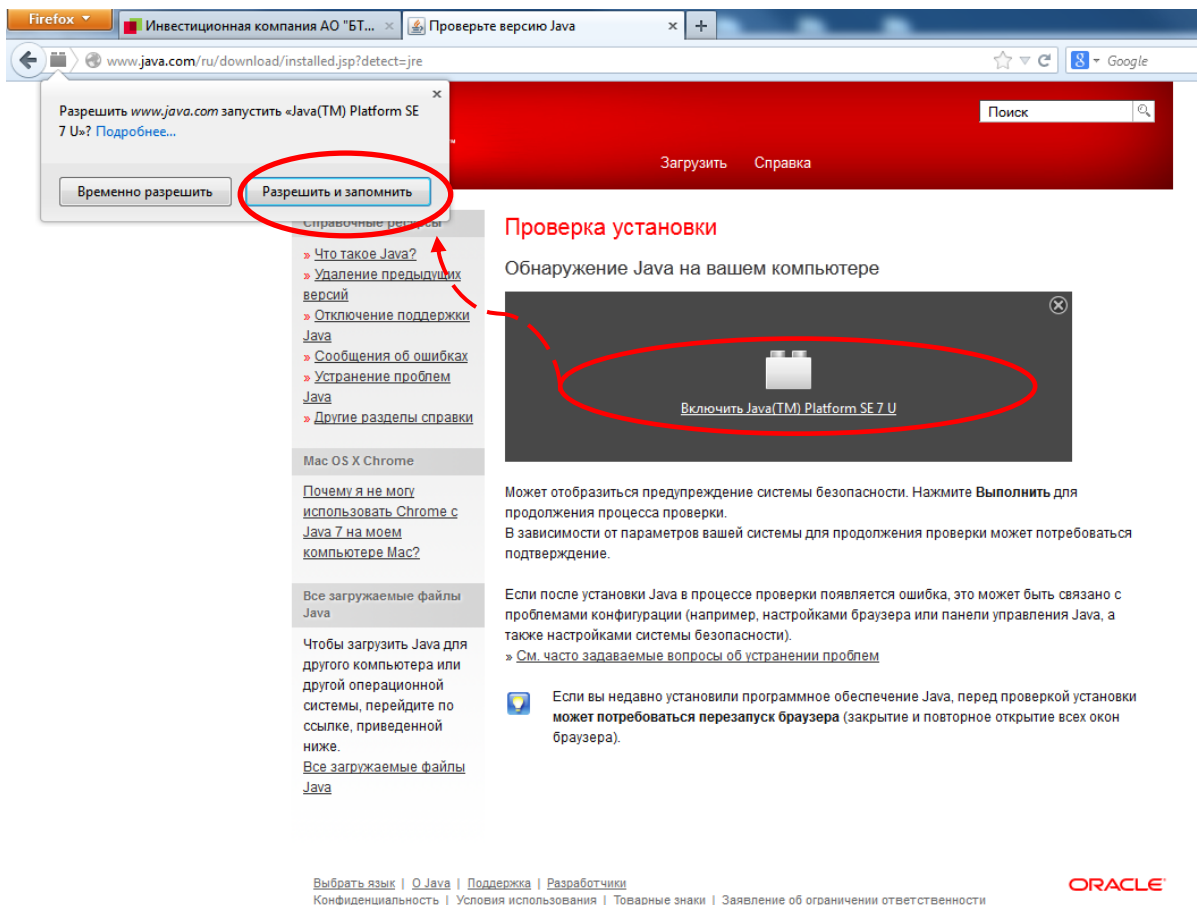 Firefox
Инвестиционная компания АО "БТ...
Проверьте версию Java
www.java.com/ru/download/installed.jsp?detect=jre
Google
Разрешить www.java.com запустить «Java(TM) Platform SE
7 U»? Подробнее...
Временно разрешить
Разрешить и запомнить
Поиск
Загрузить Справка
Справочные ресурсы
» Что такое Java?
» Удаление предыдущих
версий
» Отключение поддержки
Java
» Сообщения об ошибках
» Устранение проблем
Java
» Другие разделы справки
Mac OS X Chrome
Почему я не могу
использовать Chrome с
Java 7 на моем
компьютере Mac?
Все загружаемые файлы
Java
Чтобы загрузить Java для
другого компьютера или
другой операционной
системы, перейдите по
ссылке, приведенной
ниже.
Все загружаемые файлы
Java
Проверка установки
Обнаружение Java на вашем компьютере
Включить Java(TM) Platform SE 7 U
Может отобразиться предупреждение системы безопасности. Нажмите Выполнить для
продолжения процесса проверки.
В зависимости от параметров вашей системы для продолжения проверки может потребоваться
подтверждение.
Если после установки Java в процессе проверки появляется ошибка, это может быть связано с
проблемами конфигурации (например, настройками браузера или панели управления Java, а
также настройками системы безопасности).
» См. часто задаваемые вопросы об устранении проблем
Если вы недавно установили программное обеспечение Java, перед проверкой установки
может потребоваться перезапуск браузера (закрытие и повторное открытие всех окон
браузера).
Выбрать язык | О Java | Поддержка | Разработчики
Конфиденциальность | Условия использования | Товарные знаки | Заявление об ограничении ответственности
ORACLE